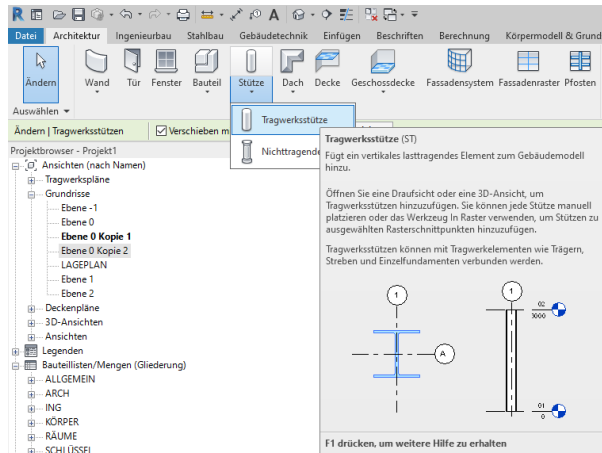 Datei Architektur Ingenieurbau Stahlbau Gebäudetechnik Einfügen Beschriften Berechnung Körpermodell & Grund
Ändern Wand Tür Fenster Bauteil Stütze Dach Decke Geschossdecke Fassadensystem Fassadenraster Pfosten
Auswählen
Tragwerksstütze
Ändern | Tragwerksstützen Verschieben m
Nichttragende
Projektbrowser - Projekt1
Ansichten (nach Namen)
Tragwerkspläne
Grundrisse
Ebene -1
Ebene 0
Ebene 0 Kopie 1
Ebene 0 Kopie 2
LAGEPLAN
Ebene 1
Ebene 2
Deckenpläne
3D-Ansichten
Ansichten
Legenden
Bauteillisten/Mengen (Gliederung)
ALLGEMEIN
ARCH
ING
KÖRPER
RÄUME
SCHLÜSSEL
Tragwerksstütze (ST)
Fügt ein vertikales lasttragendes Element zum Gebäudemodell
hinzu.
Öffnen Sie eine Draufsicht oder eine 3D-Ansicht, um
Tragwerksstützen hinzuzufügen. Sie können jede Stütze manuell
platzieren oder das Werkzeug In Raster verwenden, um Stützen zu
ausgewählten Rasterschnittpunkten hinzuzufügen.
Tragwerksstützen können mit Tragwerkelementen wie Trägern,
Streben und Einzelfundamenten verbunden werden.
1
A
1
02
3000
01
0
F1 drücken, um weitere Hilfe zu erhalten